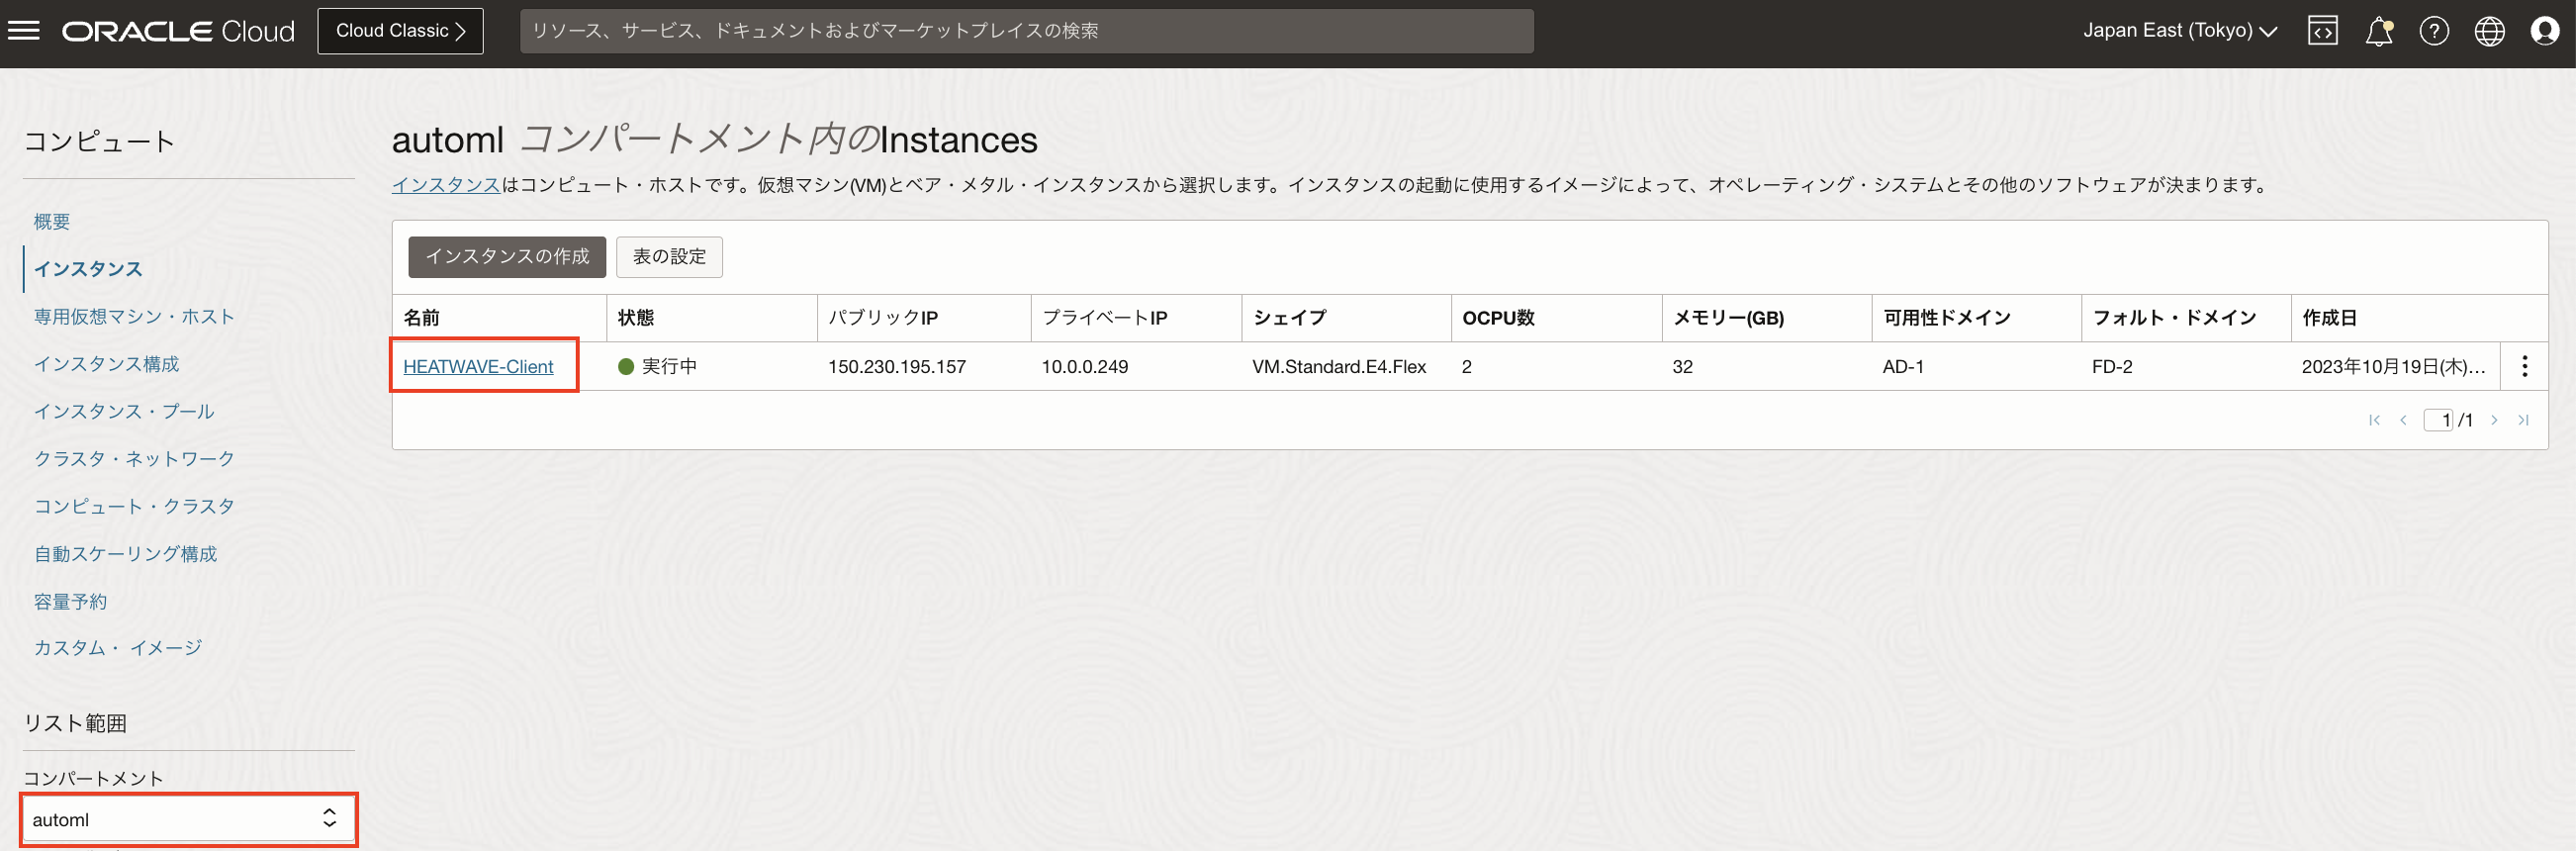 ORACLE Cloud
Cloud Classic
リソース、サービス、ドキュメントおよびマーケットプレイスの検索
Japan East (Tokyo)
コンピュート
概要
インスタンス
専用仮想マシン・ホスト
インスタンス構成
インスタンス・プール
クラスタ・ネットワーク
コンピュート・クラスタ
自動スケーリング構成
容量予約
カスタム・ イメージ
リスト範囲
コンパートメント
automl
automl コンパートメント内のInstances
インスタンスはコンピュート・ホストです。仮想マシン(VM)とベア・メタル・インスタンスから選択します。インスタンスの起動に使用するイメージによって、オペレーティング・システムとその他のソフトウェアが決まります。
インスタンスの作成 表の設定
名前 状態 パブリックIP プライベートIP シェイプ OCPU数 メモリー(GB) 可用性ドメイン フォルト・ドメイン 作成日
HEATWAVE-Client 実行中 150.230.195.157 10.0.0.249 VM.Standard.E4.Flex 2 32 AD-1 FD-2 2023年10月19日(木)...
1 /1